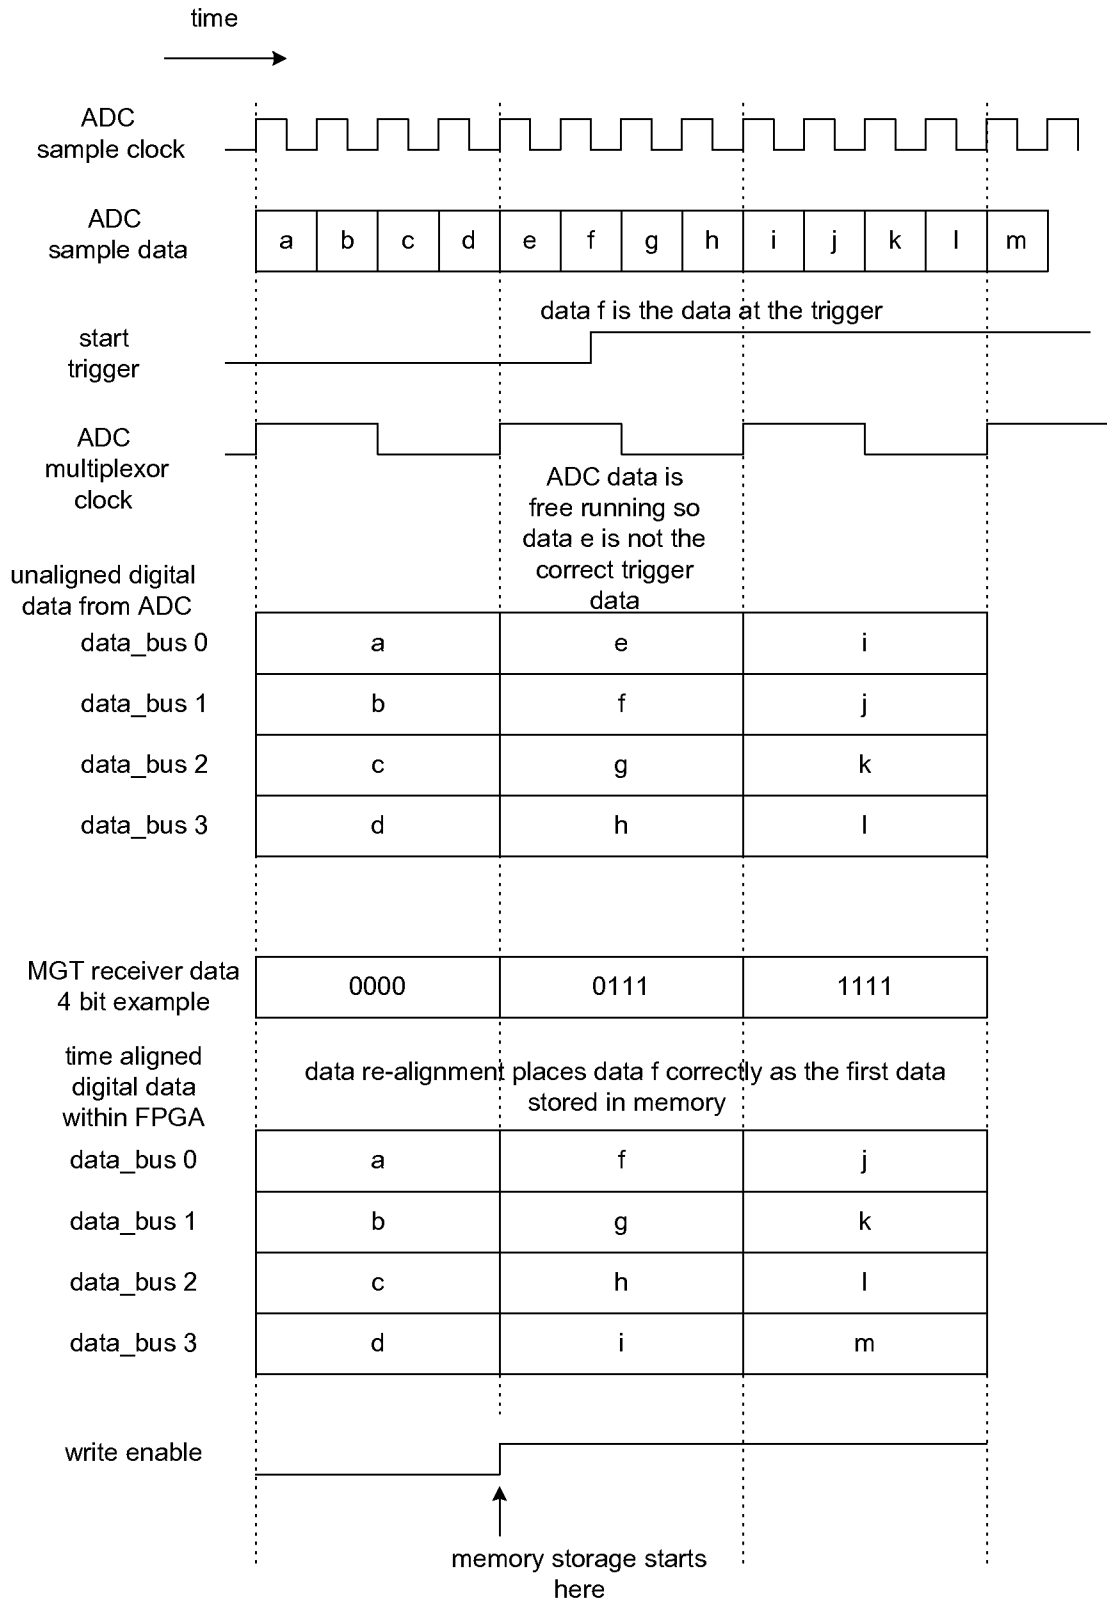 time
ADC
sample clock
ADC
sample data
a b c d e f g h i j k l m
data f is the data at the trigger
start
trigger
ADC
multiplexor
clock
ADC data is
free running so
data e is not the
correct trigger
data
unaligned digital
data from ADC
data_bus 0 a e i
data_bus 1 b f j
data_bus 2 c g k
data_bus 3 d h l
MGT receiver data
4 bit example
0000 0111 1111
time aligned
digital data
within FPGA
data re-alignment places data f correctly as the first data
stored in memory
data_bus 0 a f j
data_bus 1 b g k
data_bus 2 c h l
data_bus 3 d i m
write enable
memory storage starts
here